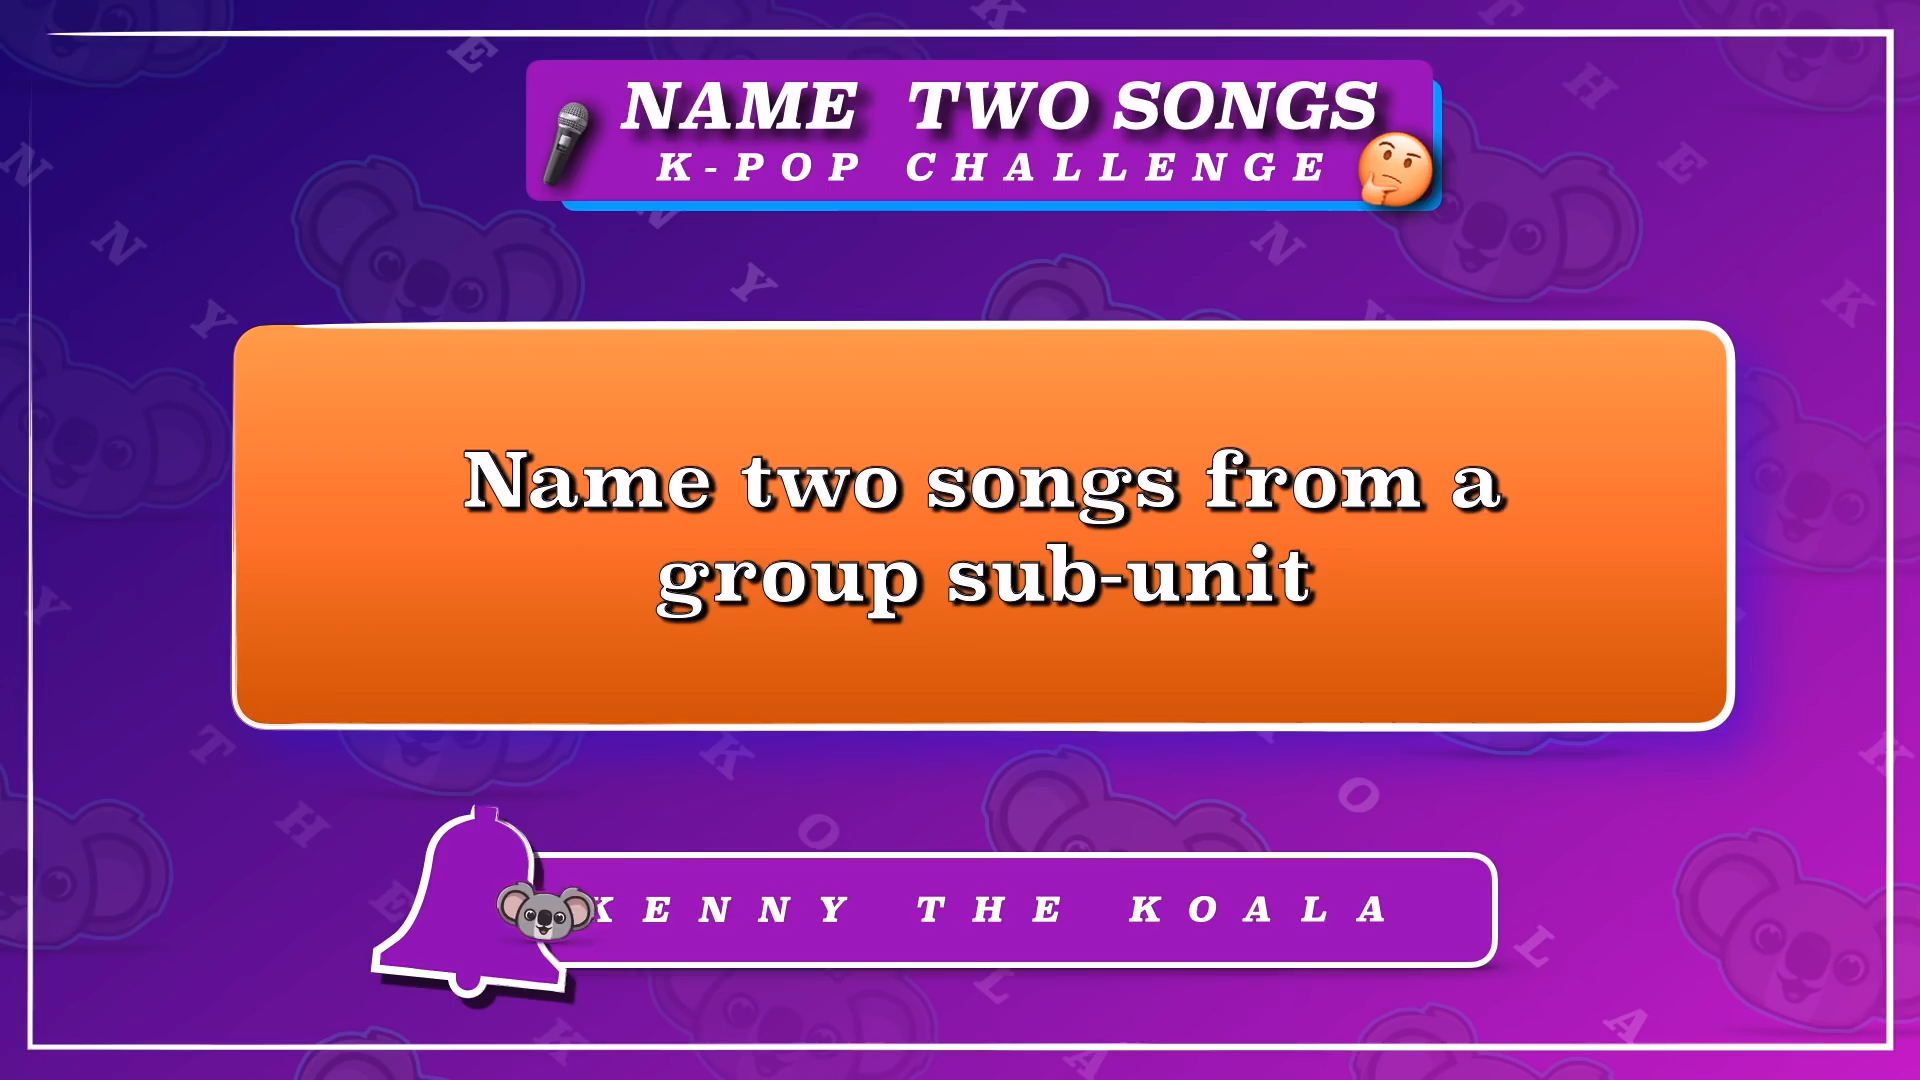 NAME TWO SONGS
K-POP CHALLENGE
Name two songs from a
group sub-unit
KENNY THE KOALA